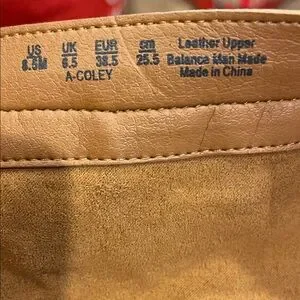 US UK EUR cm Leather Upper
8.5M 6.5 38.5 25.5 Balance Man Made
A-COLEY Made in China